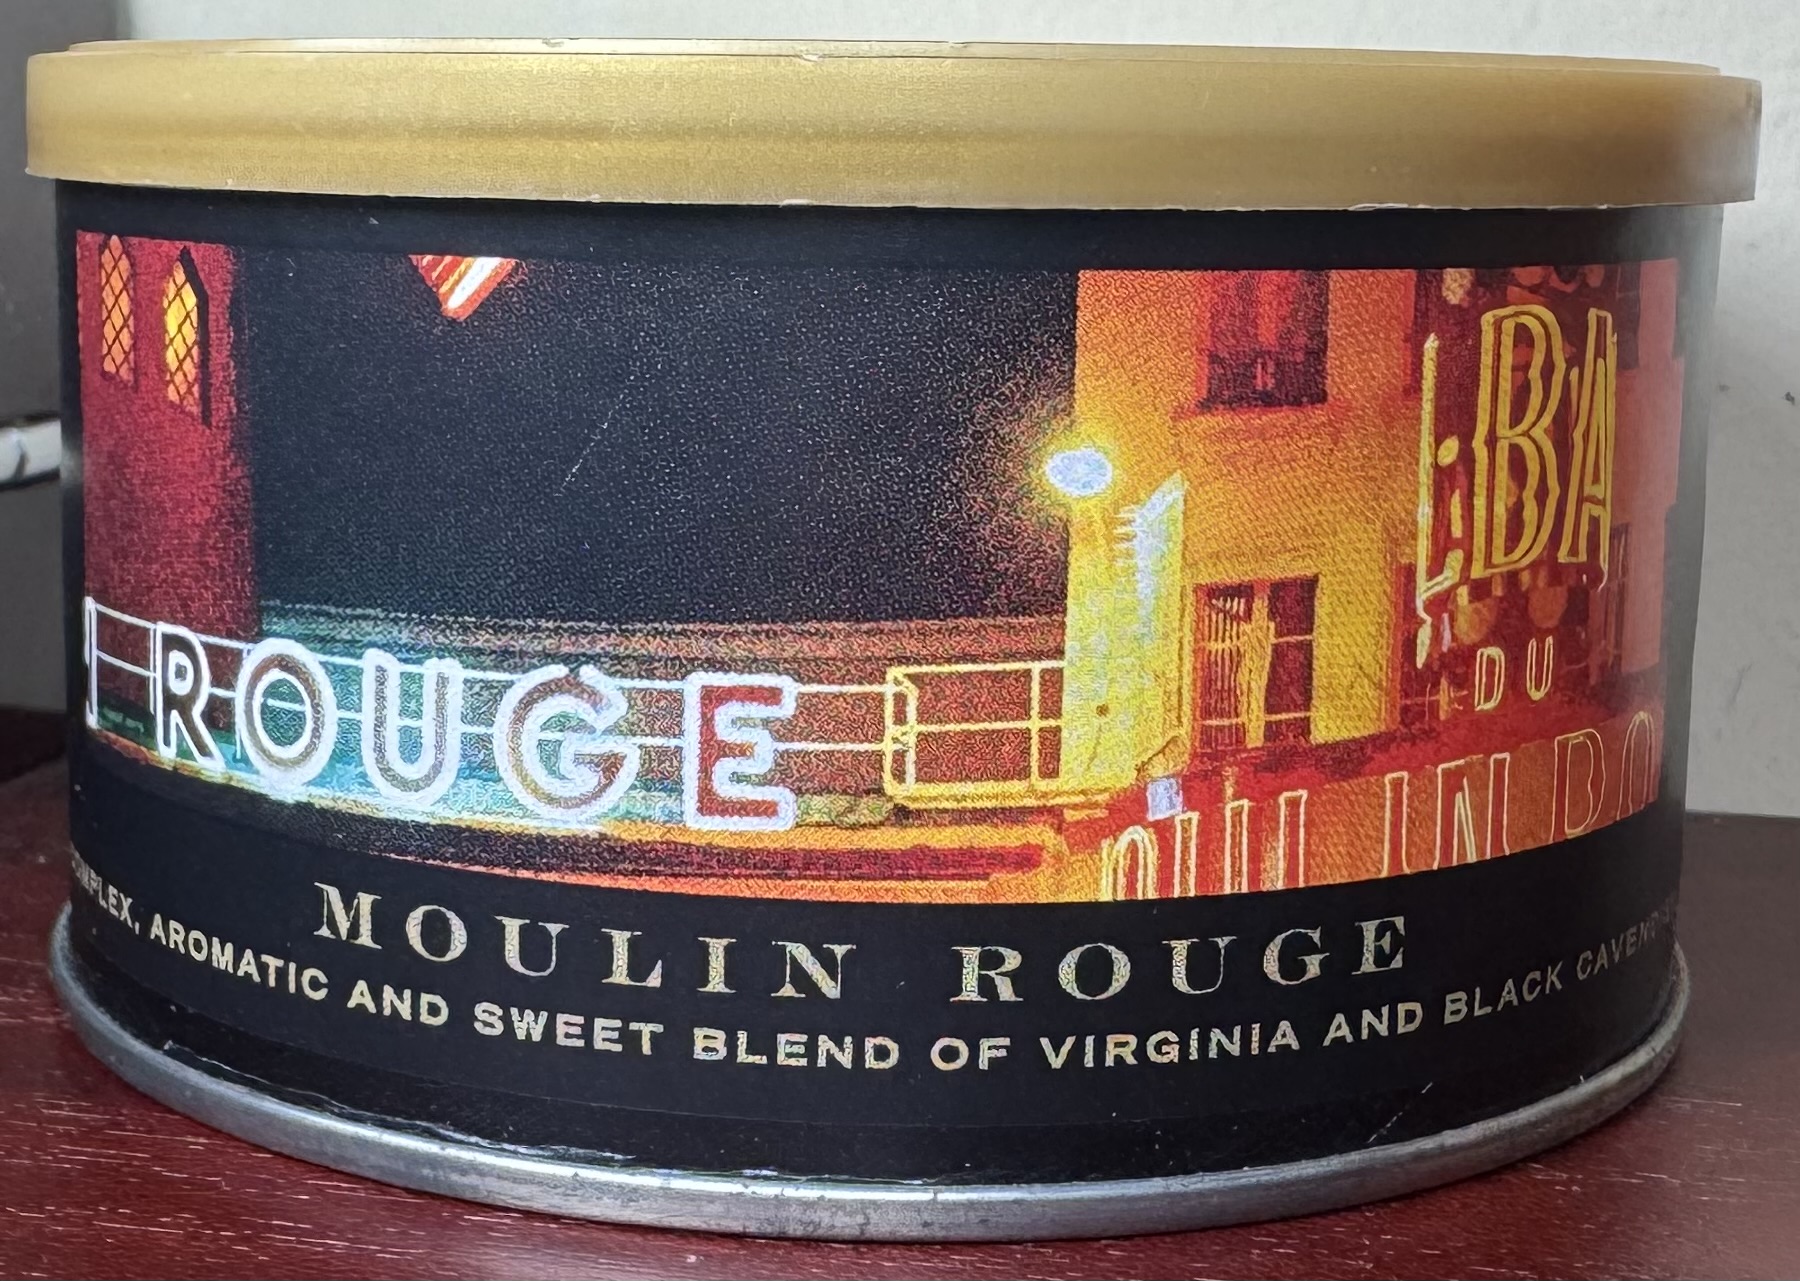 ROUGE
BA
DU
MOULIN ROUGE
AROMATIC AND SWEET BLEND OF VIRGINIA AND BLACK